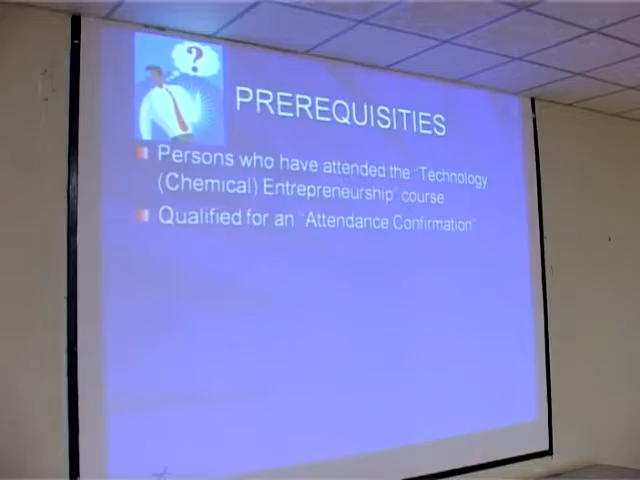 ?
PREREQUISITIES
Persons who have attended the "Technology
(Chemical) Entrepreneurship" course
Qualified for an "Attendance Confirmation"